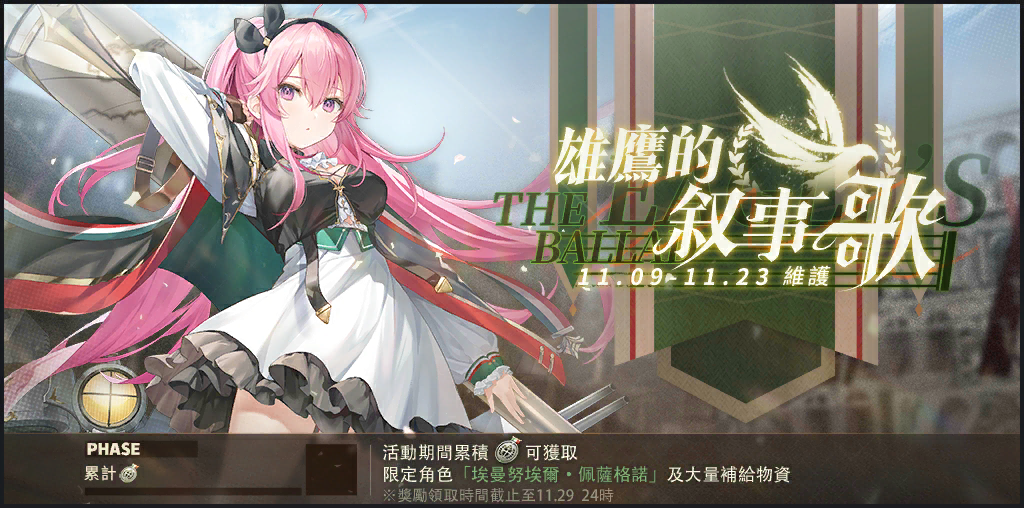 雄鷹的
叙事歌
THE EAGLE'S
BALLAD
11.09~11.23 維護
PHASE
累計
活動期間累積 可獲取
限定角色「埃曼努埃爾・佩薩格諾」及大量補給物資
※獎勵領取時間截止至11.29 24時